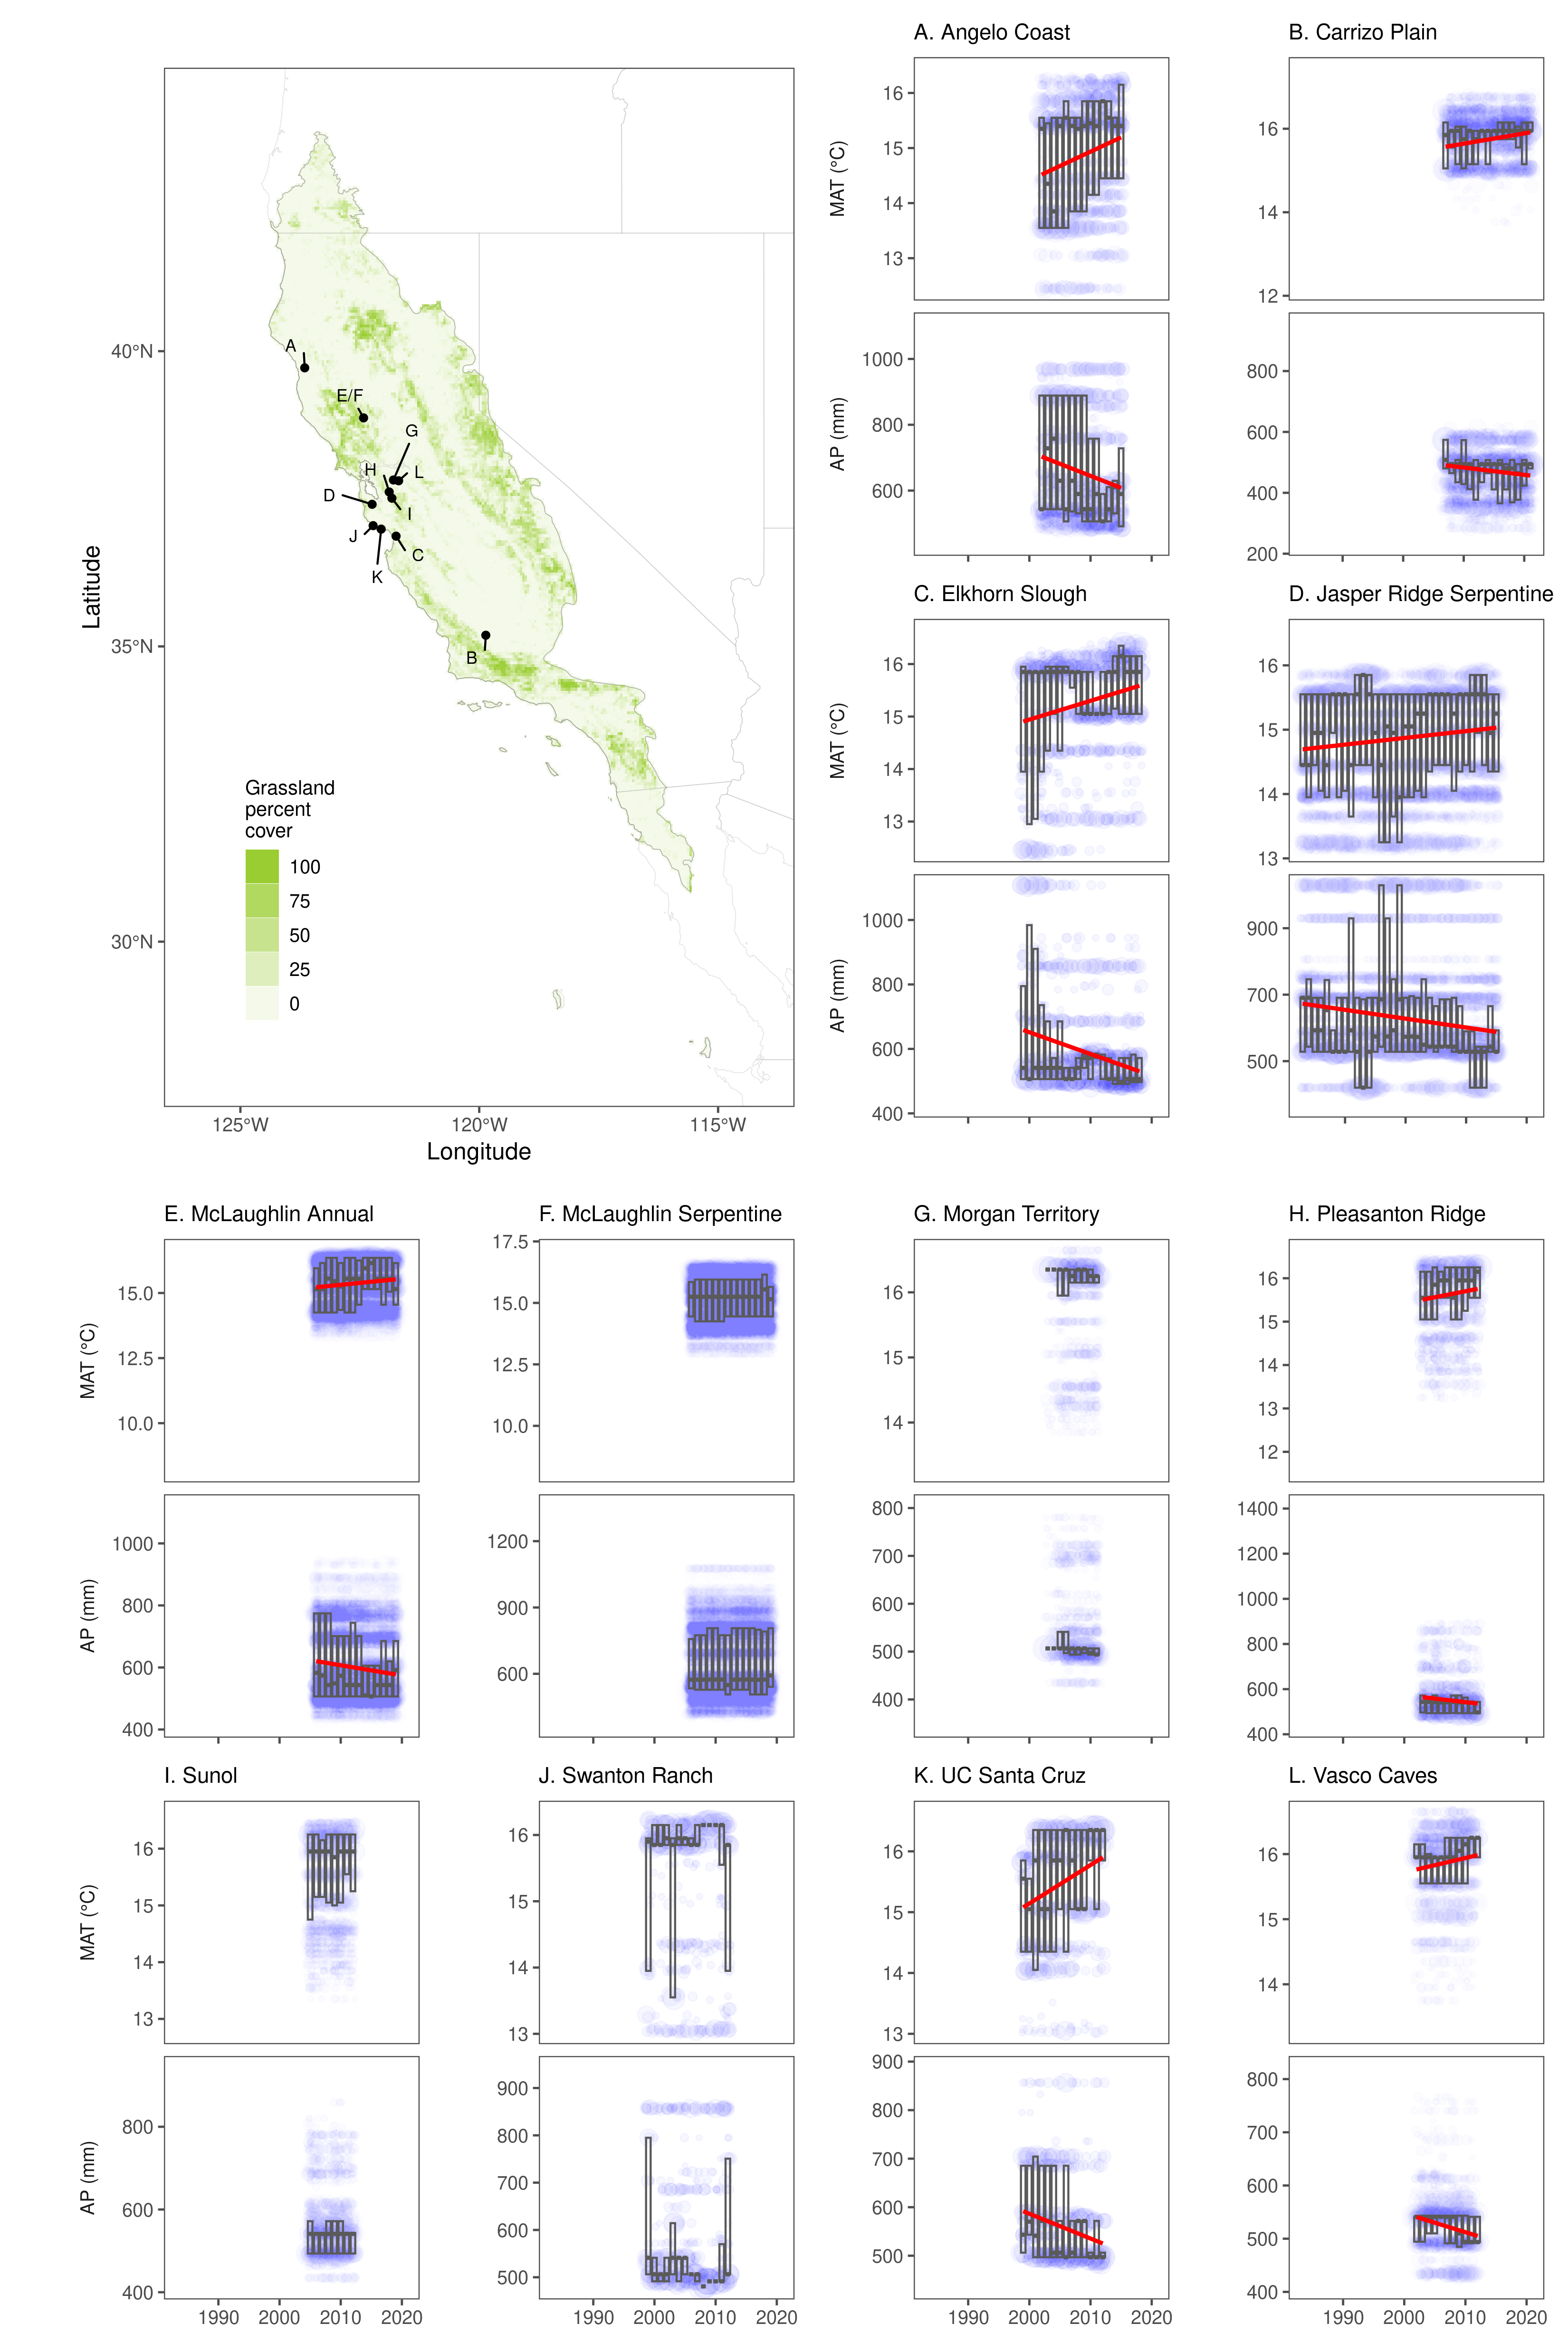 A. Angelo Coast
B. Carrizo Plain
MAT (°C)
16
15
14
13
16
14
12
AP (mm)
1000
800
600
800
600
400
200
C. Elkhorn Slough
D. Jasper Ridge Serpentine
MAT (°C)
16
15
14
13
16
15
14
13
AP (mm)
1000
800
600
400
900
700
500
Latitude
40°N
35°N
30°N
A
E/F
G
H
L
D
I
J
C
K
B
Grassland
percent
cover
100
75
50
25
0
125°W
120°W
115°W
Longitude
E. McLaughlin Annual
F. McLaughlin Serpentine
G. Morgan Territory
H. Pleasanton Ridge
MAT (°C)
15.0
12.5
10.0
17.5
15.0
12.5
10.0
16
15
14
16
15
14
13
12
AP (mm)
1000
800
600
400
1200
900
600
800
700
600
500
400
1400
1200
1000
800
600
400
I. Sunol
J. Swanton Ranch
K. UC Santa Cruz
L. Vasco Caves
MAT (°C)
16
15
14
13
16
15
14
13
16
15
14
13
16
15
14
AP (mm)
800
600
400
900
800
700
600
500
900
800
700
600
500
800
700
600
500
400
1990 2000 2010 2020
1990 2000 2010 2020
1990 2000 2010 2020
1990 2000 2010 2020